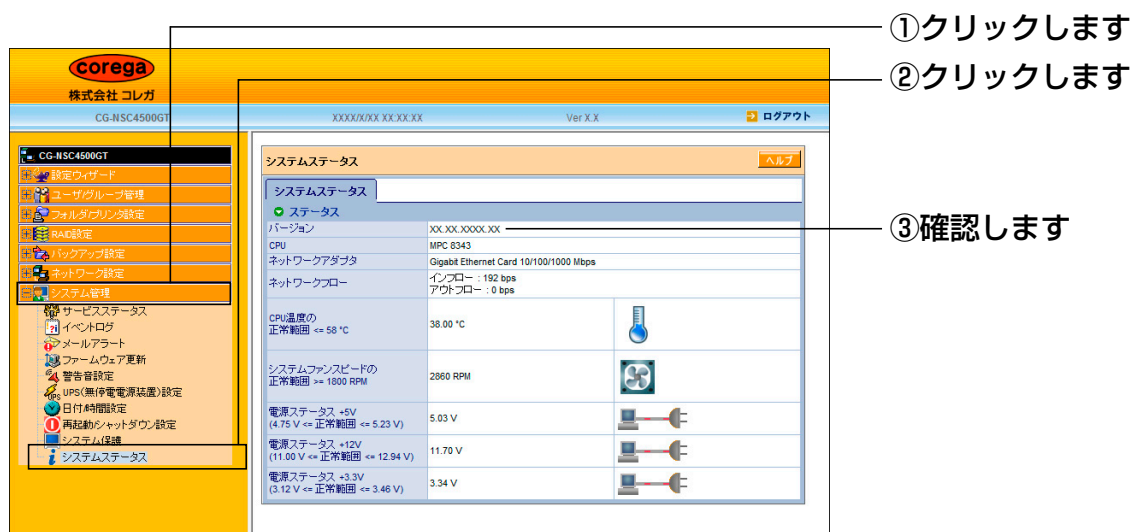 ①クリックします
②クリックします
corega
株式会社 コレガ
CG-NSC4500GT XXXX/X/XX XX:XX:XX Ver X.X ログアウト
CG-NSC4500GT
設定ウィザード
ユーザ/グループ管理
フォルダ/プリンタ設定
RAID設定
バックアップ設定
ネットワーク設定
システム管理
サービスステータス
イベントログ
メールアラート
ファームウェア更新
警告音設定
UPS(無停電電源装置)設定
日付/時間設定
再起動/シャットダウン設定
システム保護
システムステータス
システムステータス ヘルプ
システムステータス
ステータス
バージョン XX.XX.XXXX.XX
③確認します
CPU MPC 8343
ネットワークアダプタ Gigabit Ethernet Card 10/100/1000 Mbps
ネットワークフロー インフロー : 192 bps
アウトフロー : 0 bps
CPU温度の
正常範囲 <= 58 °C 38.00 °C
システムファンスピードの
正常範囲 >= 1800 RPM 2860 RPM
電源ステータス +5V
(4.75 V <= 正常範囲 <= 5.23 V) 5.03 V
電源ステータス +12V
(11.00 V <= 正常範囲 <= 12.94 V) 11.70 V
電源ステータス +3.3V
(3.12 V <= 正常範囲 <= 3.46 V) 3.34 V